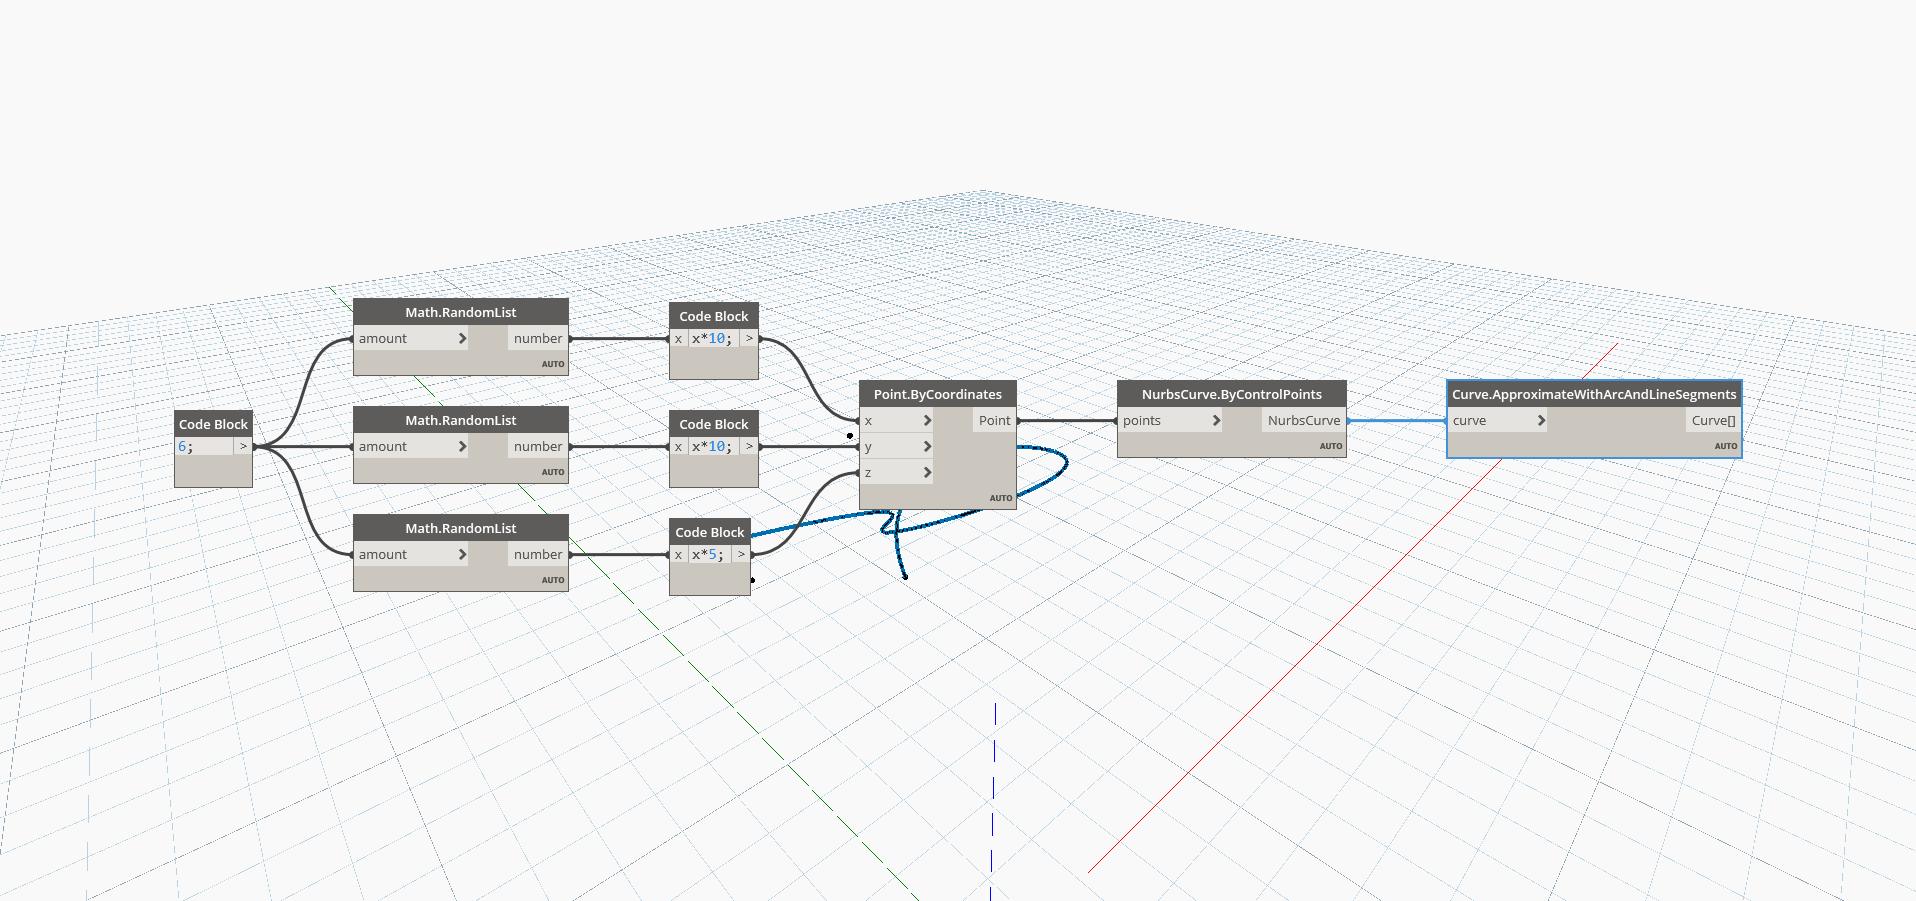 Code Block
6; >
Math.RandomList
amount > number
AUTO
Math.RandomList
amount > number
AUTO
Math.RandomList
amount > number
AUTO
Code Block
x x*10; >
Code Block
x x*10; >
Code Block
x x*5; >
Point.ByCoordinates
x > Point
y >
z >
AUTO
NurbsCurve.ByControlPoints
points > NurbsCurve
AUTO
Curve.ApproximateWithArcAndLineSegments
curve > Curve[]
AUTO